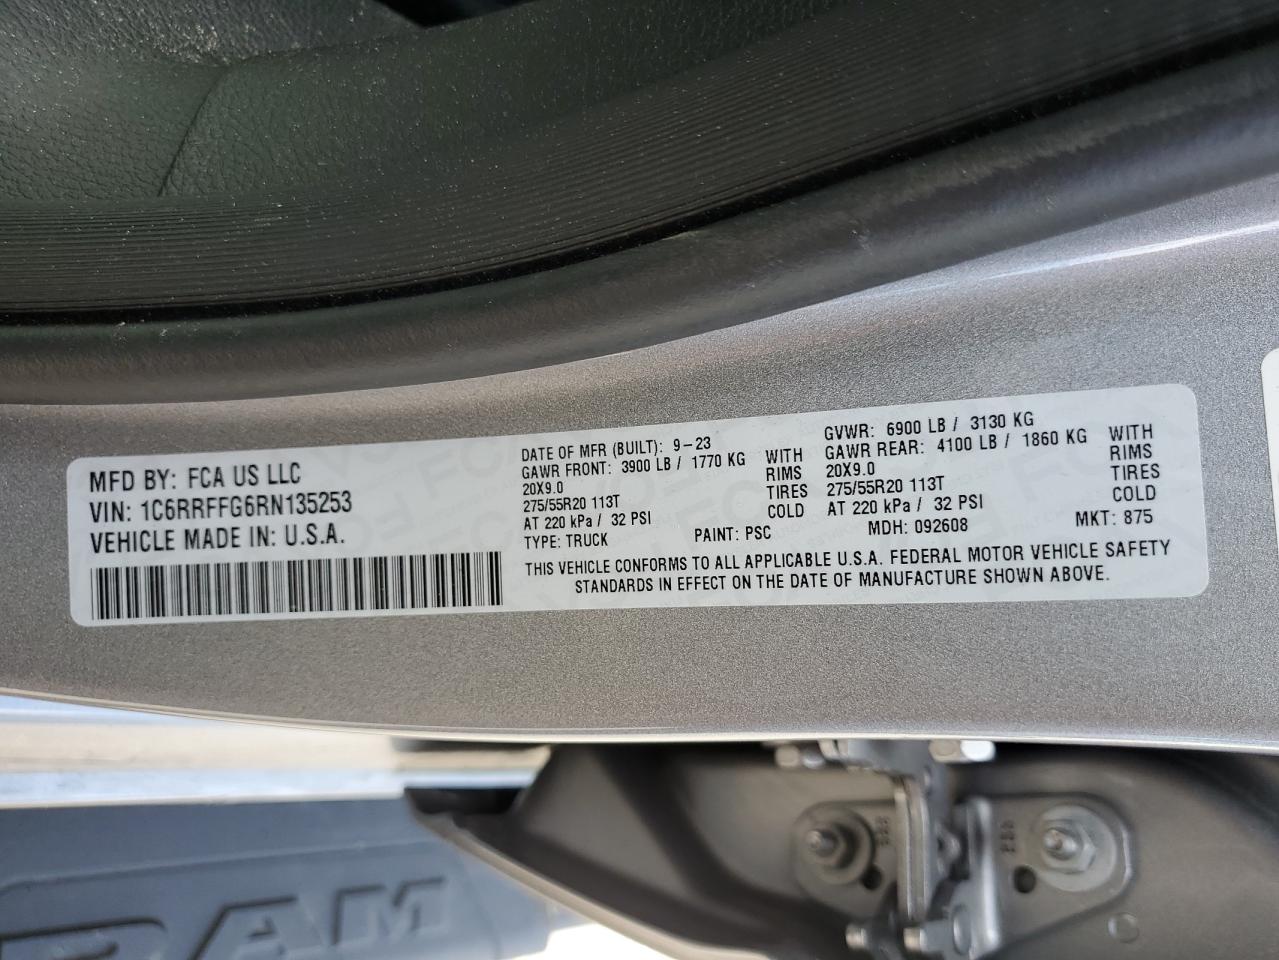 MFD BY: FCA US LLC
VIN: 1C6RRFFG6RN135253
VEHICLE MADE IN: U.S.A.
DATE OF MFR (BUILT): 9-23
GAWR FRONT: 3900 LB / 1770 KG WITH
20X9.0 RIMS
275/55R20 113T TIRES
AT 220 kPa / 32 PSI COLD
TYPE: TRUCK PAINT: PSC
GVWR: 6900 LB / 3130 KG
GAWR REAR: 4100 LB / 1860 KG WITH
20X9.0 RIMS
275/55R20 113T TIRES
AT 220 kPa / 32 PSI COLD
MDH: 092608 MKT: 875
THIS VEHICLE CONFORMS TO ALL APPLICABLE U.S.A. FEDERAL MOTOR VEHICLE SAFETY
STANDARDS IN EFFECT ON THE DATE OF MANUFACTURE SHOWN ABOVE.
RAM